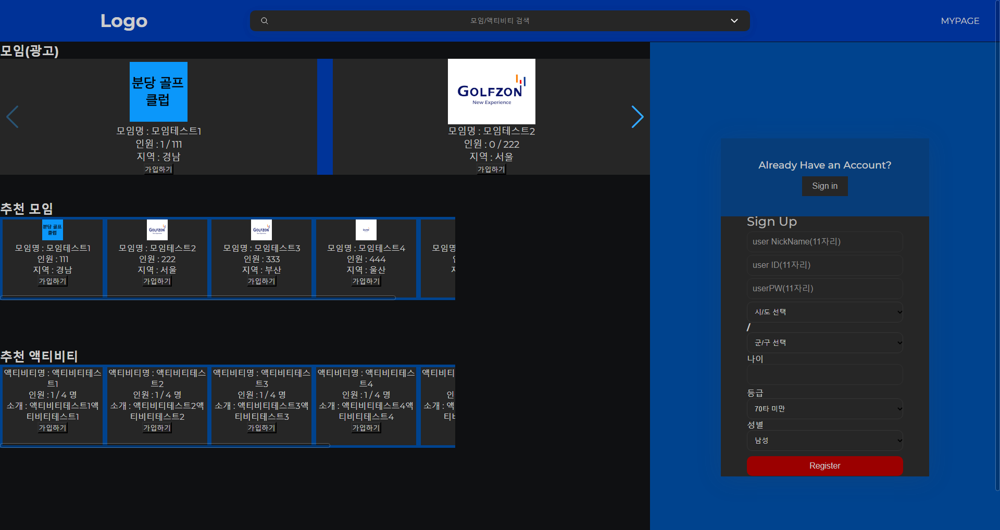 Logo
모임/액티비티 검색
MYPAGE
모임(광고)
분당 골프
클럽
모임명 : 모임테스트1
인원 : 1 / 111
지역 : 경남
가입하기
GOLFZON
New Experience
모임명 : 모임테스트2
인원 : 0 / 222
지역 : 서울
가입하기
추천 모임
분당 골프
클럽
모임명 : 모임테스트1
인원 : 111
지역 : 경남
가입하기
GOLFZON
모임명 : 모임테스트2
인원 : 222
지역 : 서울
가입하기
GOLFZON
모임명 : 모임테스트3
인원 : 333
지역 : 부산
가입하기
모임명 : 모임테스트4
인원 : 444
지역 : 울산
가입하기
모임명
추천 액티비티
액티비티명 : 액티비티테스
트1
인원 : 1 / 4 명
소개 : 액티비티테스트1액
티비티테스트1
가입하기
액티비티명 : 액티비티테스
트2
인원 : 1 / 4 명
소개 : 액티비티테스트2액
티비티테스트2
가입하기
액티비티명 : 액티비티테스
트3
인원 : 1 / 4 명
소개 : 액티비티테스트3액
티비티테스트3
가입하기
액티비티명 : 액티비티테스
트4
인원 : 1 / 4 명
소개 : 액티비티테스트4액
티비티테스트4
가입하기
액티비티
인
소개 : 액
Already Have an Account?
Sign in
Sign Up
user NickName(11자리)
user ID(11자리)
userPW(11자리)
시/도 선택
/
군/구 선택
나이
등급
70타 미만
성별
남성
Register